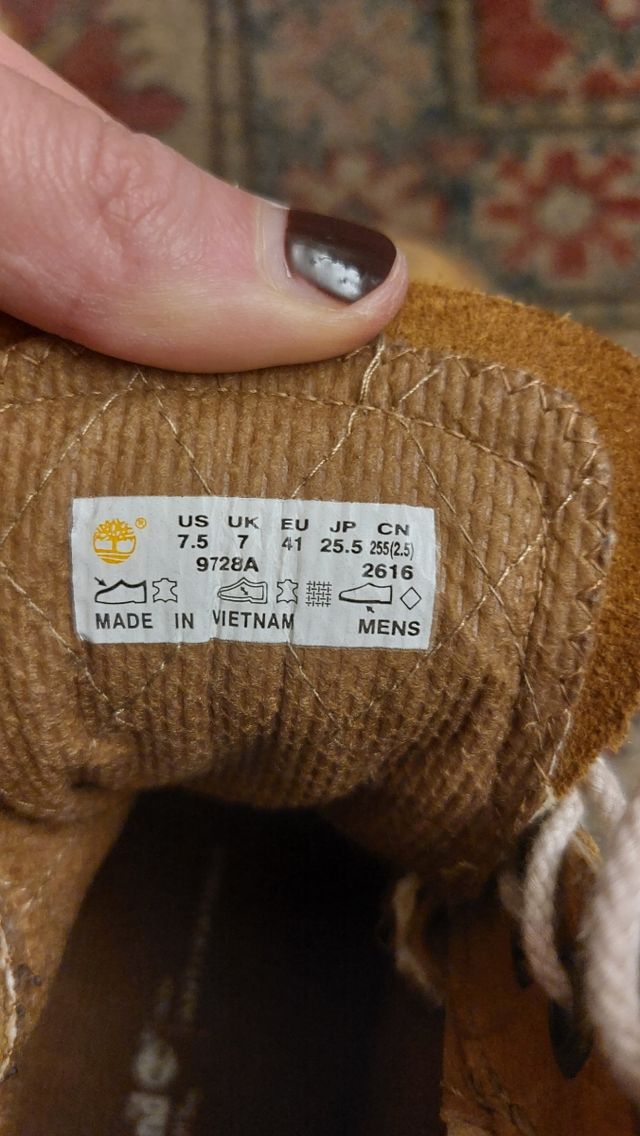 ®
US UK EU JP CN
7.5 7 41 25.5 255(2.5)
9728A 2616
MADE IN VIETNAM MENS